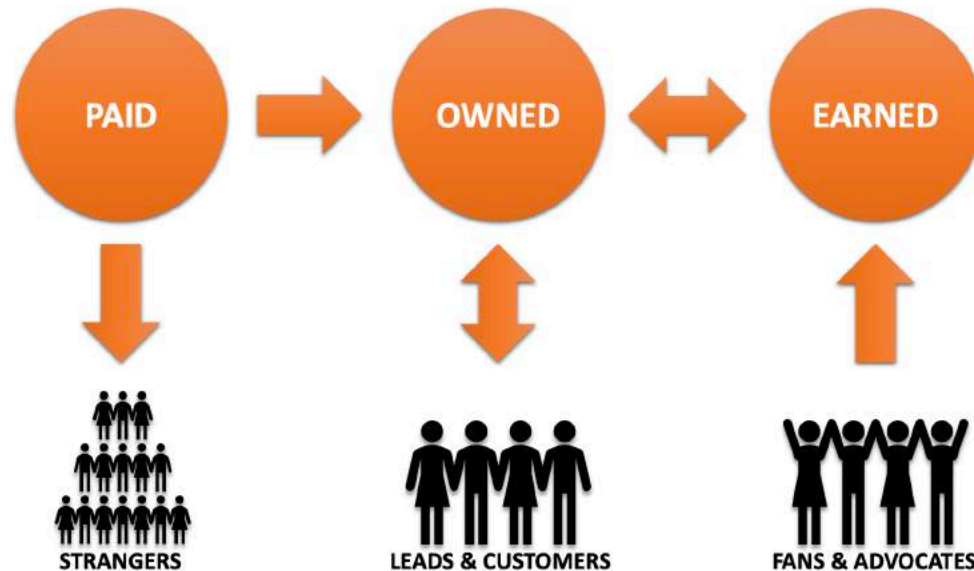 PAID
OWNED
EARNED
STRANGERS
LEADS & CUSTOMERS
FANS & ADVOCATES